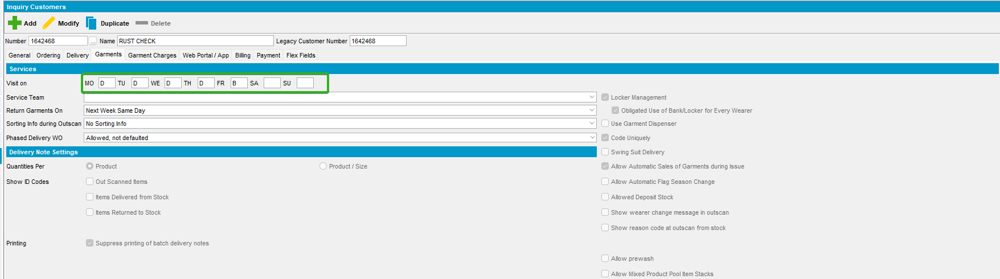 Inquiry Customers
Add Modify Duplicate Delete
Number 1642468 ... Name RUST CHECK Legacy Customer Number 1642468
General Ordering Delivery Garments Garment Charges Web Portal / App Billing Payment Flex Fields
Services
Visit on MO D TU D WE D TH D FR B SA SU
Service Team Locker Management
Return Garments On Next Week Same Day Obligated Use of Bank/Locker for Every Wearer
Sorting Info during Outscan No Sorting Info Use Garment Dispenser
Phased Delivery WO Allowed, not defaulted Code Uniquely
Delivery Note Settings Swing Suit Delivery
Quantities Per Product Product / Size Allow Automatic Sales of Garments during Issue
Show ID Codes Out Scanned Items Allow Automatic Flag Season Change
Items Delivered from Stock Allowed Deposit Stock
Items Returned to Stock Show wearer change message in outscan
Show reason code at outscan from stock
Printing Suppress printing of batch delivery notes
Allow prewash
Allow Mixed Product Pool Item Stacks